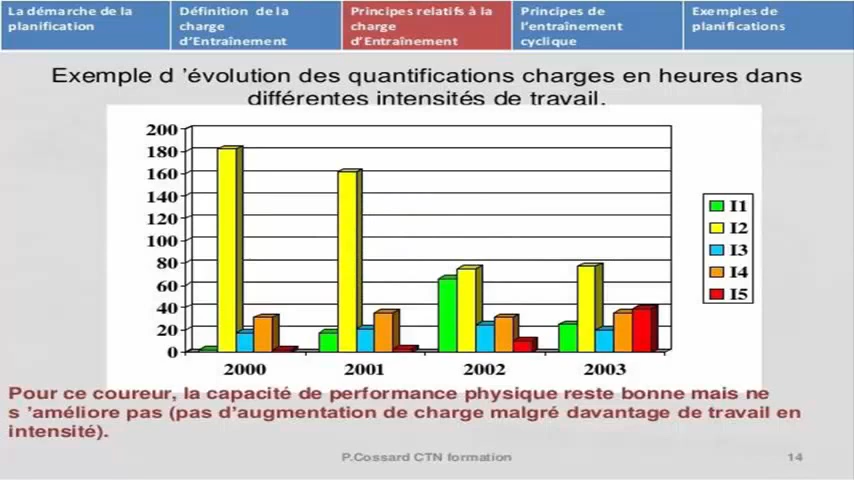 La démarche de la planification
Définition de la charge d'Entraînement
Principes relatifs à la charge d'Entraînement
Principes de l'entraînement cyclique
Exemples de planifications
Exemple d ’évolution des quantifications charges en heures dans
différentes intensités de travail.
200
180
160
140
120
100
80
60
40
20
0
2000
2001
2002
2003
I1
I2
I3
I4
I5
Pour ce coureur, la capacité de performance physique reste bonne mais ne
s ’améliore pas (pas d’augmentation de charge malgré davantage de travail en
intensité).
P.Cossard CTN formation
14